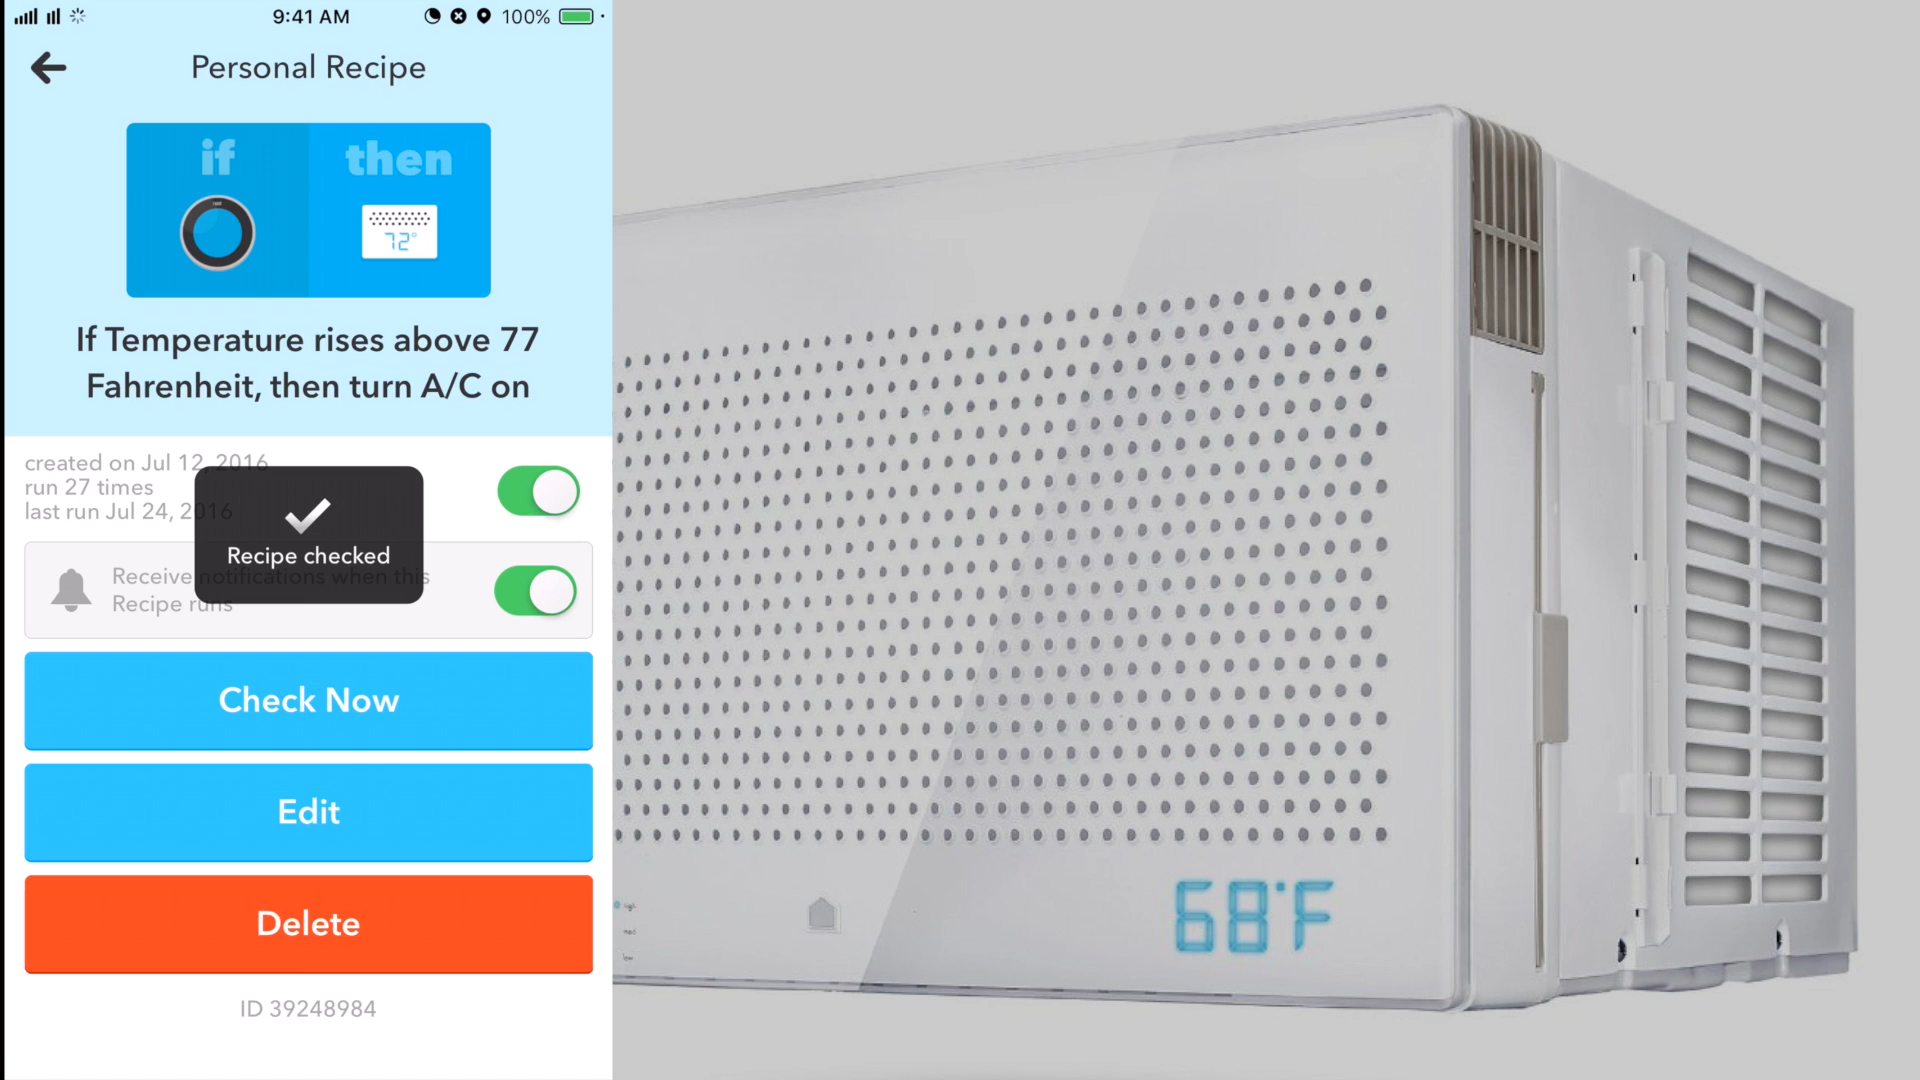 9:41 AM
100%
Personal Recipe
if
then
72°
If Temperature rises above 77
Fahrenheit, then turn A/C on
created on Jul 12, 2016
run 27 times
last run Jul 24, 2016
Recipe checked
Receive notifications when this
Recipe runs
Check Now
Edit
Delete
ID 39248984
68°F